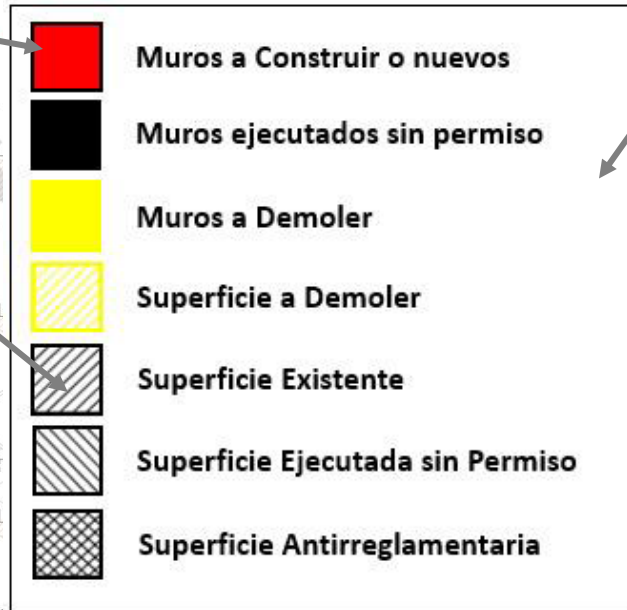 Muros a Construir o nuevos
Muros ejecutados sin permiso
Muros a Demoler
Superficie a Demoler
Superficie Existente
Superficie Ejecutada sin Permiso
Superficie Antirreglamentaria